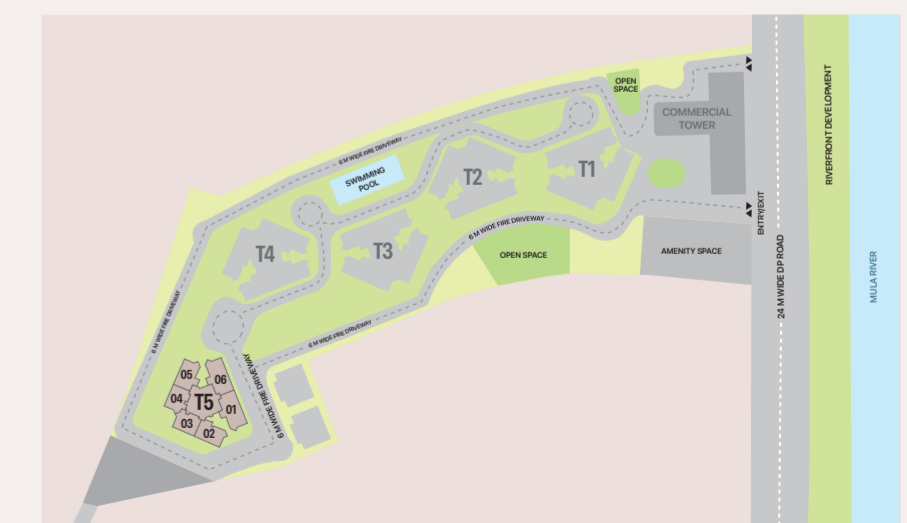 OPEN
SPACE
COMMERCIAL
TOWER
RIVERFRONT DEVELOPMENT
6 M WIDE FIRE DRIVEWAY
SWIMMING
POOL
T2
T1
ENTRY/EXIT
6 M WIDE FIRE DRIVEWAY
T4
T3
OPEN SPACE
AMENITY SPACE
24 M WIDE DP ROAD
MULA RIVER
6 M WIDE FIRE DRIVEWAY
6 M WIDE FIRE DRIVEWAY
6 M WIDE FIRE DRIVEWAY
05
06
04
T5
01
03
02